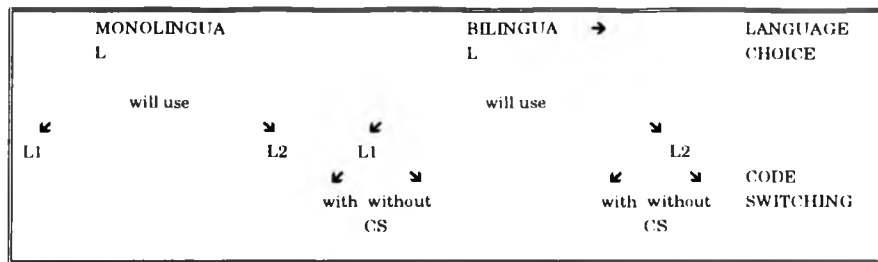 MONOLINGUA BILINGUA → LANGUAGE
L L CHOICE
will use will use
L1 L2 L1 L2
CODE
with without with without SWITCHING
CS CS